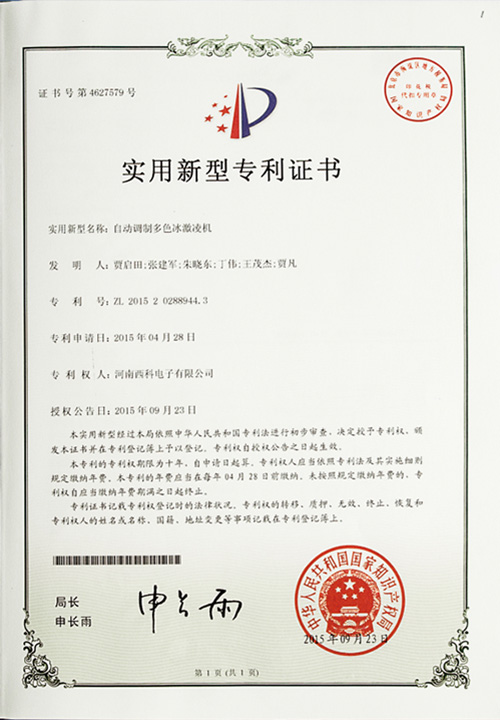 证书号第4627579号
实用新型专利证书
实用新型名称：自动调制多色冰激凌机
发明人：贾启田;张建军;朱晓东;丁伟;王茂杰;贾凡
专利号：ZL 2015 2 0288944.3
专利申请日：2015年04月28日
专利权人：河南西科电子有限公司
授权公告日：2015年09月23日
本实用新型经过本局依照中华人民共和国专利法进行初步审查，决定授予专利权，颁
发本证书并在专利登记簿上予以登记。专利权自授权公告之日起生效。
本专利的专利权期限为十年，自申请日起算。专利权人应当依照专利法及其实施细则
规定缴纳年费。本专利的年费应当在每年04月28日前缴纳。未按照规定缴纳年费的，专
利权自应当缴纳年费期满之日起终止。
专利证书记载专利权登记时的法律状况。专利权的转移、质押、无效、终止、恢复和
专利权人的姓名或名称、国籍、地址变更等事项记载在专利登记簿上。
局长
申长雨
申长雨
中华人民共和国国家知识产权局
2015年09月23日
第1页(共1页)